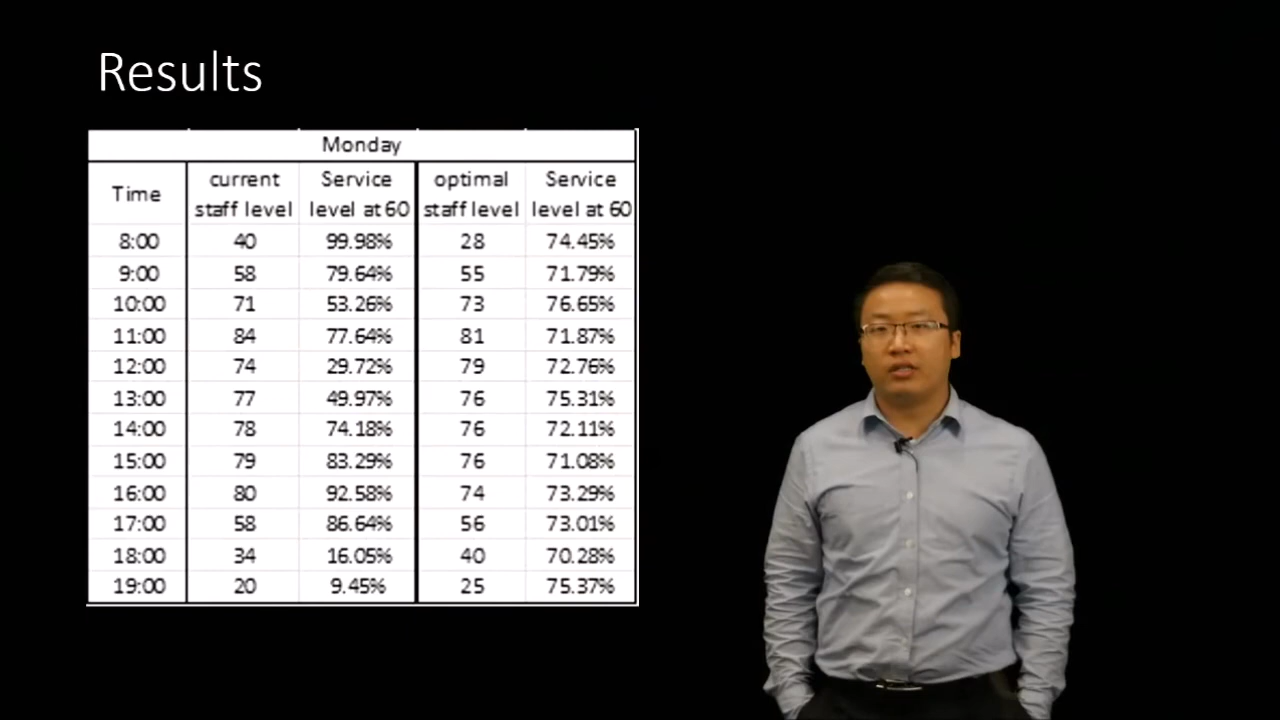 Results
Monday
Time current staff level Service level at 60 optimal staff level Service level at 60
8:00 40 99.98% 28 74.45%
9:00 58 79.64% 55 71.79%
10:00 71 53.26% 73 76.65%
11:00 84 77.64% 81 71.87%
12:00 74 29.72% 79 72.76%
13:00 77 49.97% 76 75.31%
14:00 78 74.18% 76 72.11%
15:00 79 83.29% 76 71.08%
16:00 80 92.58% 74 73.29%
17:00 58 86.64% 56 73.01%
18:00 34 16.05% 40 70.28%
19:00 20 9.45% 25 75.37%